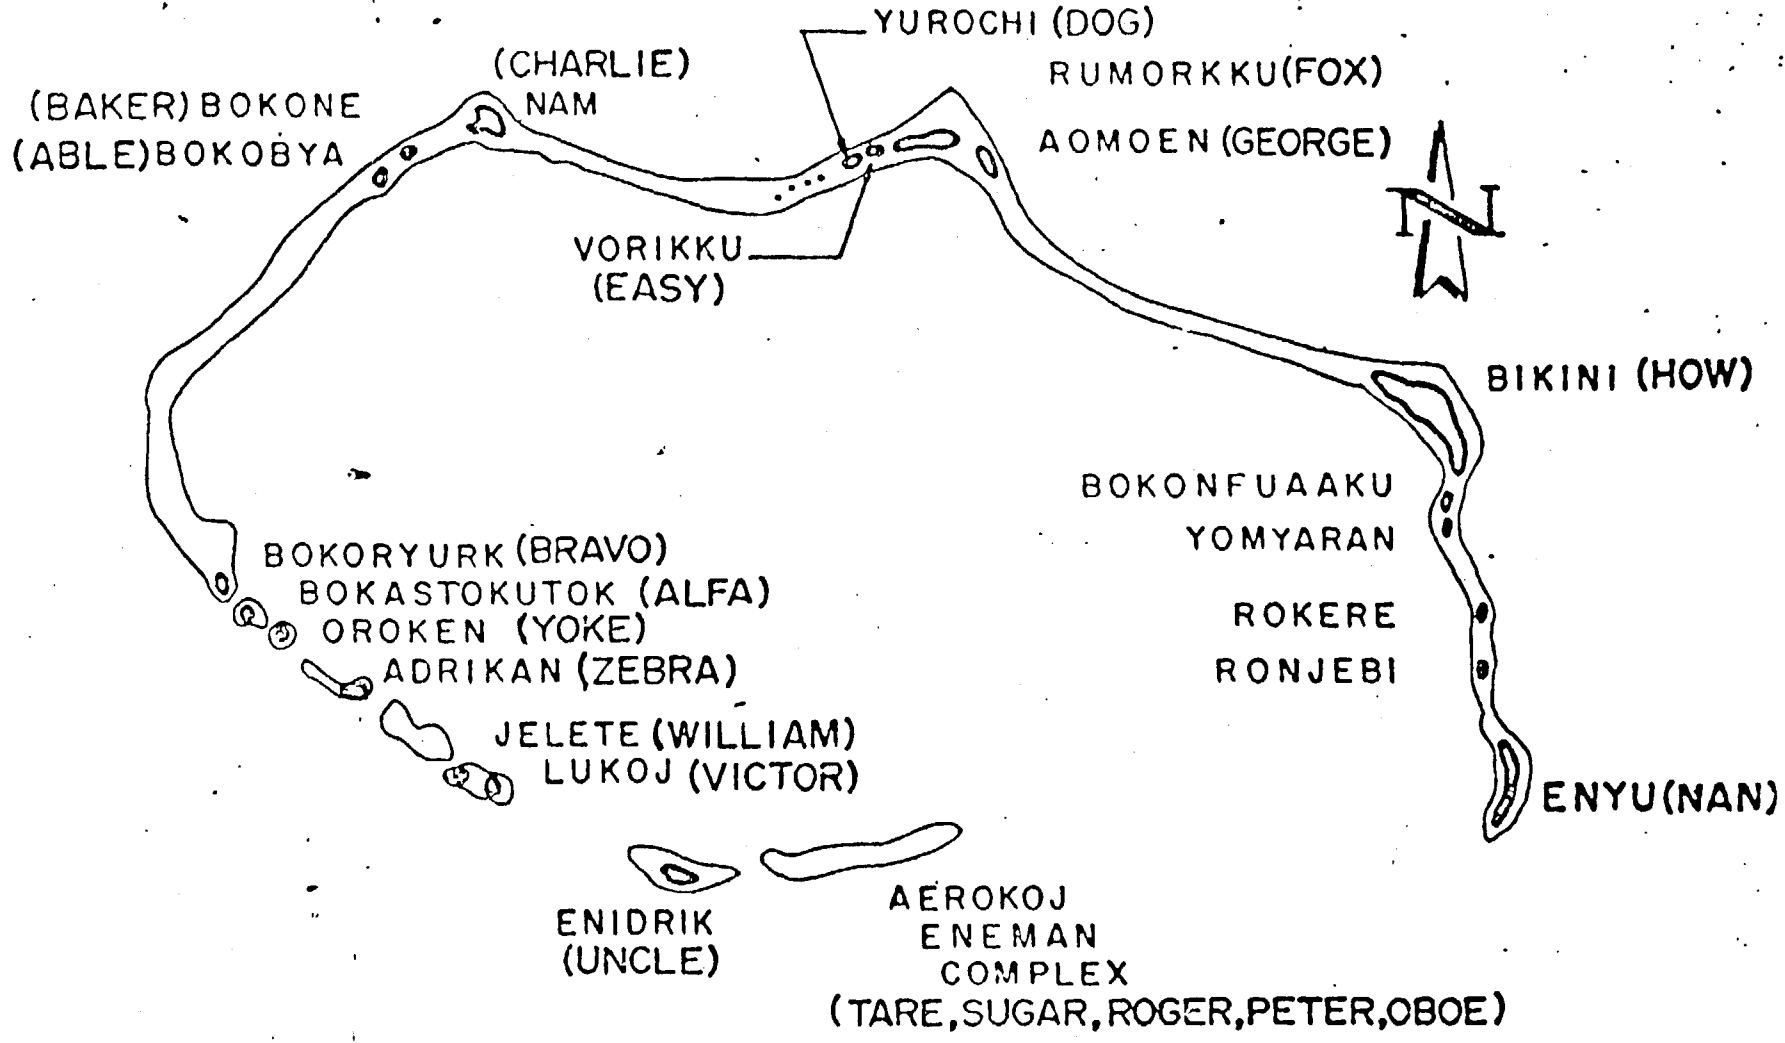 YUROCHI (DOG)
(CHARLIE)
NAM
RUMORKKU (FOX)
(BAKER) BOKONE
(ABLE) BOKOBYA
AOMOEN (GEORGE)
N
VORIKKU
(EASY)
BIKINI (HOW)
BOKONFUAAKU
YOMYARAN
BOKORYURK (BRAVO)
BOKASTOKUTOK (ALFA)
OROKEN (YOKE)
ROKERE
ADRIKAN (ZEBRA)
RONJEBI
JELETE (WILLIAM)
LUKOJ (VICTOR)
ENYU (NAN)
ENIDRIK
(UNCLE)
AEROKOJ
ENEMAN
COMPLEX
(TARE, SUGAR, ROGER, PETER, OBOE)